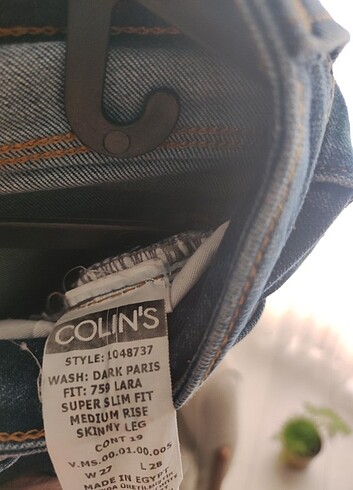 COLIN'S
STYLE: 1048737
WASH: DARK PARIS
FIT: 759 LARA
SUPER SLIM FIT
MEDIUM RISE
SKINNY LEG
CONT 19
V.MS.00.01.00.005
W 27 L 28
MADE IN EGYPT